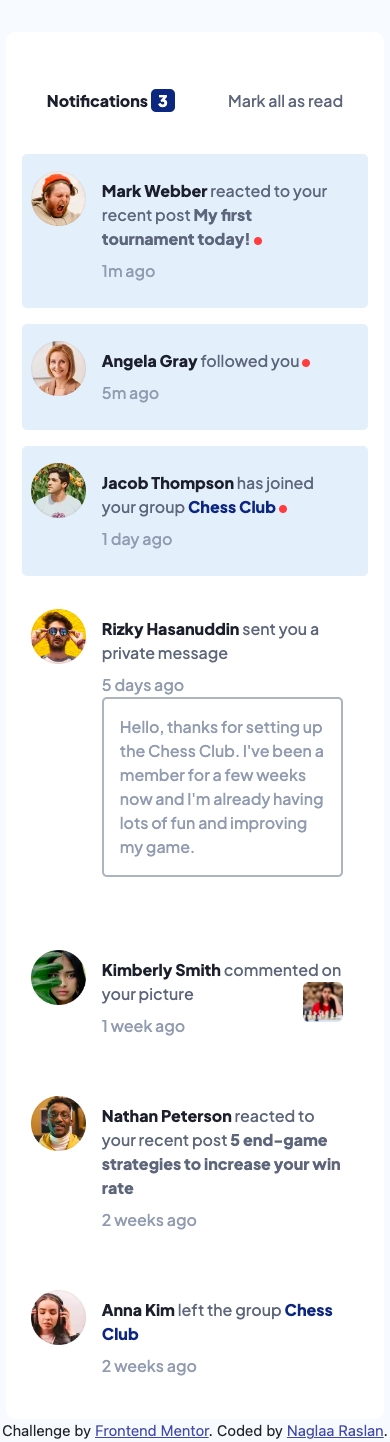 Notifications 3 Mark all as read
Mark Webber reacted to your
recent post My first
tournament today!
1m ago
Angela Gray followed you
5m ago
Jacob Thompson has joined
your group Chess Club
1 day ago
Rizky Hasanuddin sent you a
private message
5 days ago
Hello, thanks for setting up
the Chess Club. I've been a
member for a few weeks
now and I'm already having
lots of fun and improving
my game.
Kimberly Smith commented on
your picture
1 week ago
Nathan Peterson reacted to
your recent post 5 end-game
strategies to increase your win
rate
2 weeks ago
Anna Kim left the group Chess
Club
2 weeks ago
Challenge by Frontend Mentor. Coded by Naglaa Raslan.